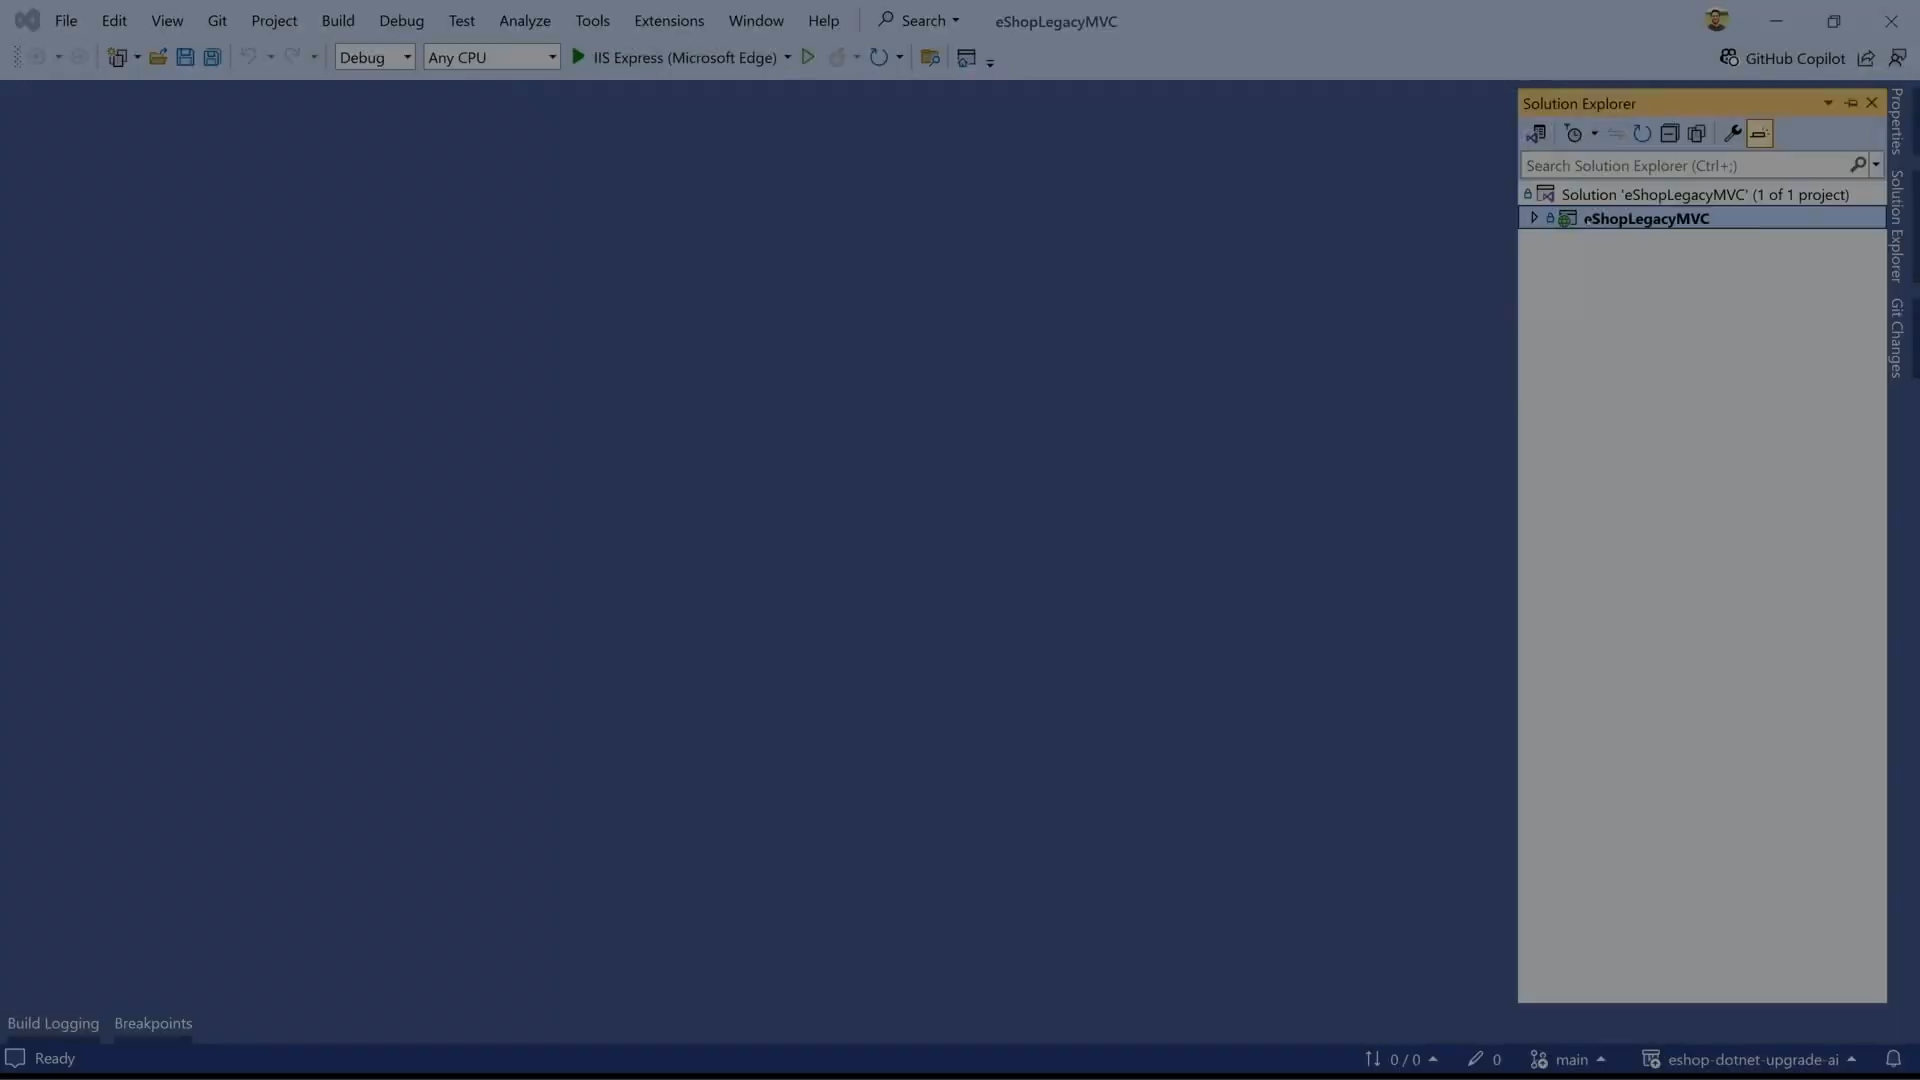 File Edit View Git Project Build Debug Test Analyze Tools Extensions Window Help Search eShopLegacyMVC
Debug Any CPU IIS Express (Microsoft Edge) GitHub Copilot
Solution Explorer
Search Solution Explorer (Ctrl+;)
Solution 'eShopLegacyMVC' (1 of 1 project)
eShopLegacyMVC
Properties
Solution Explorer
Git Changes
Build Logging Breakpoints
Ready 0 / 0 0 main eshop-dotnet-upgrade-ai